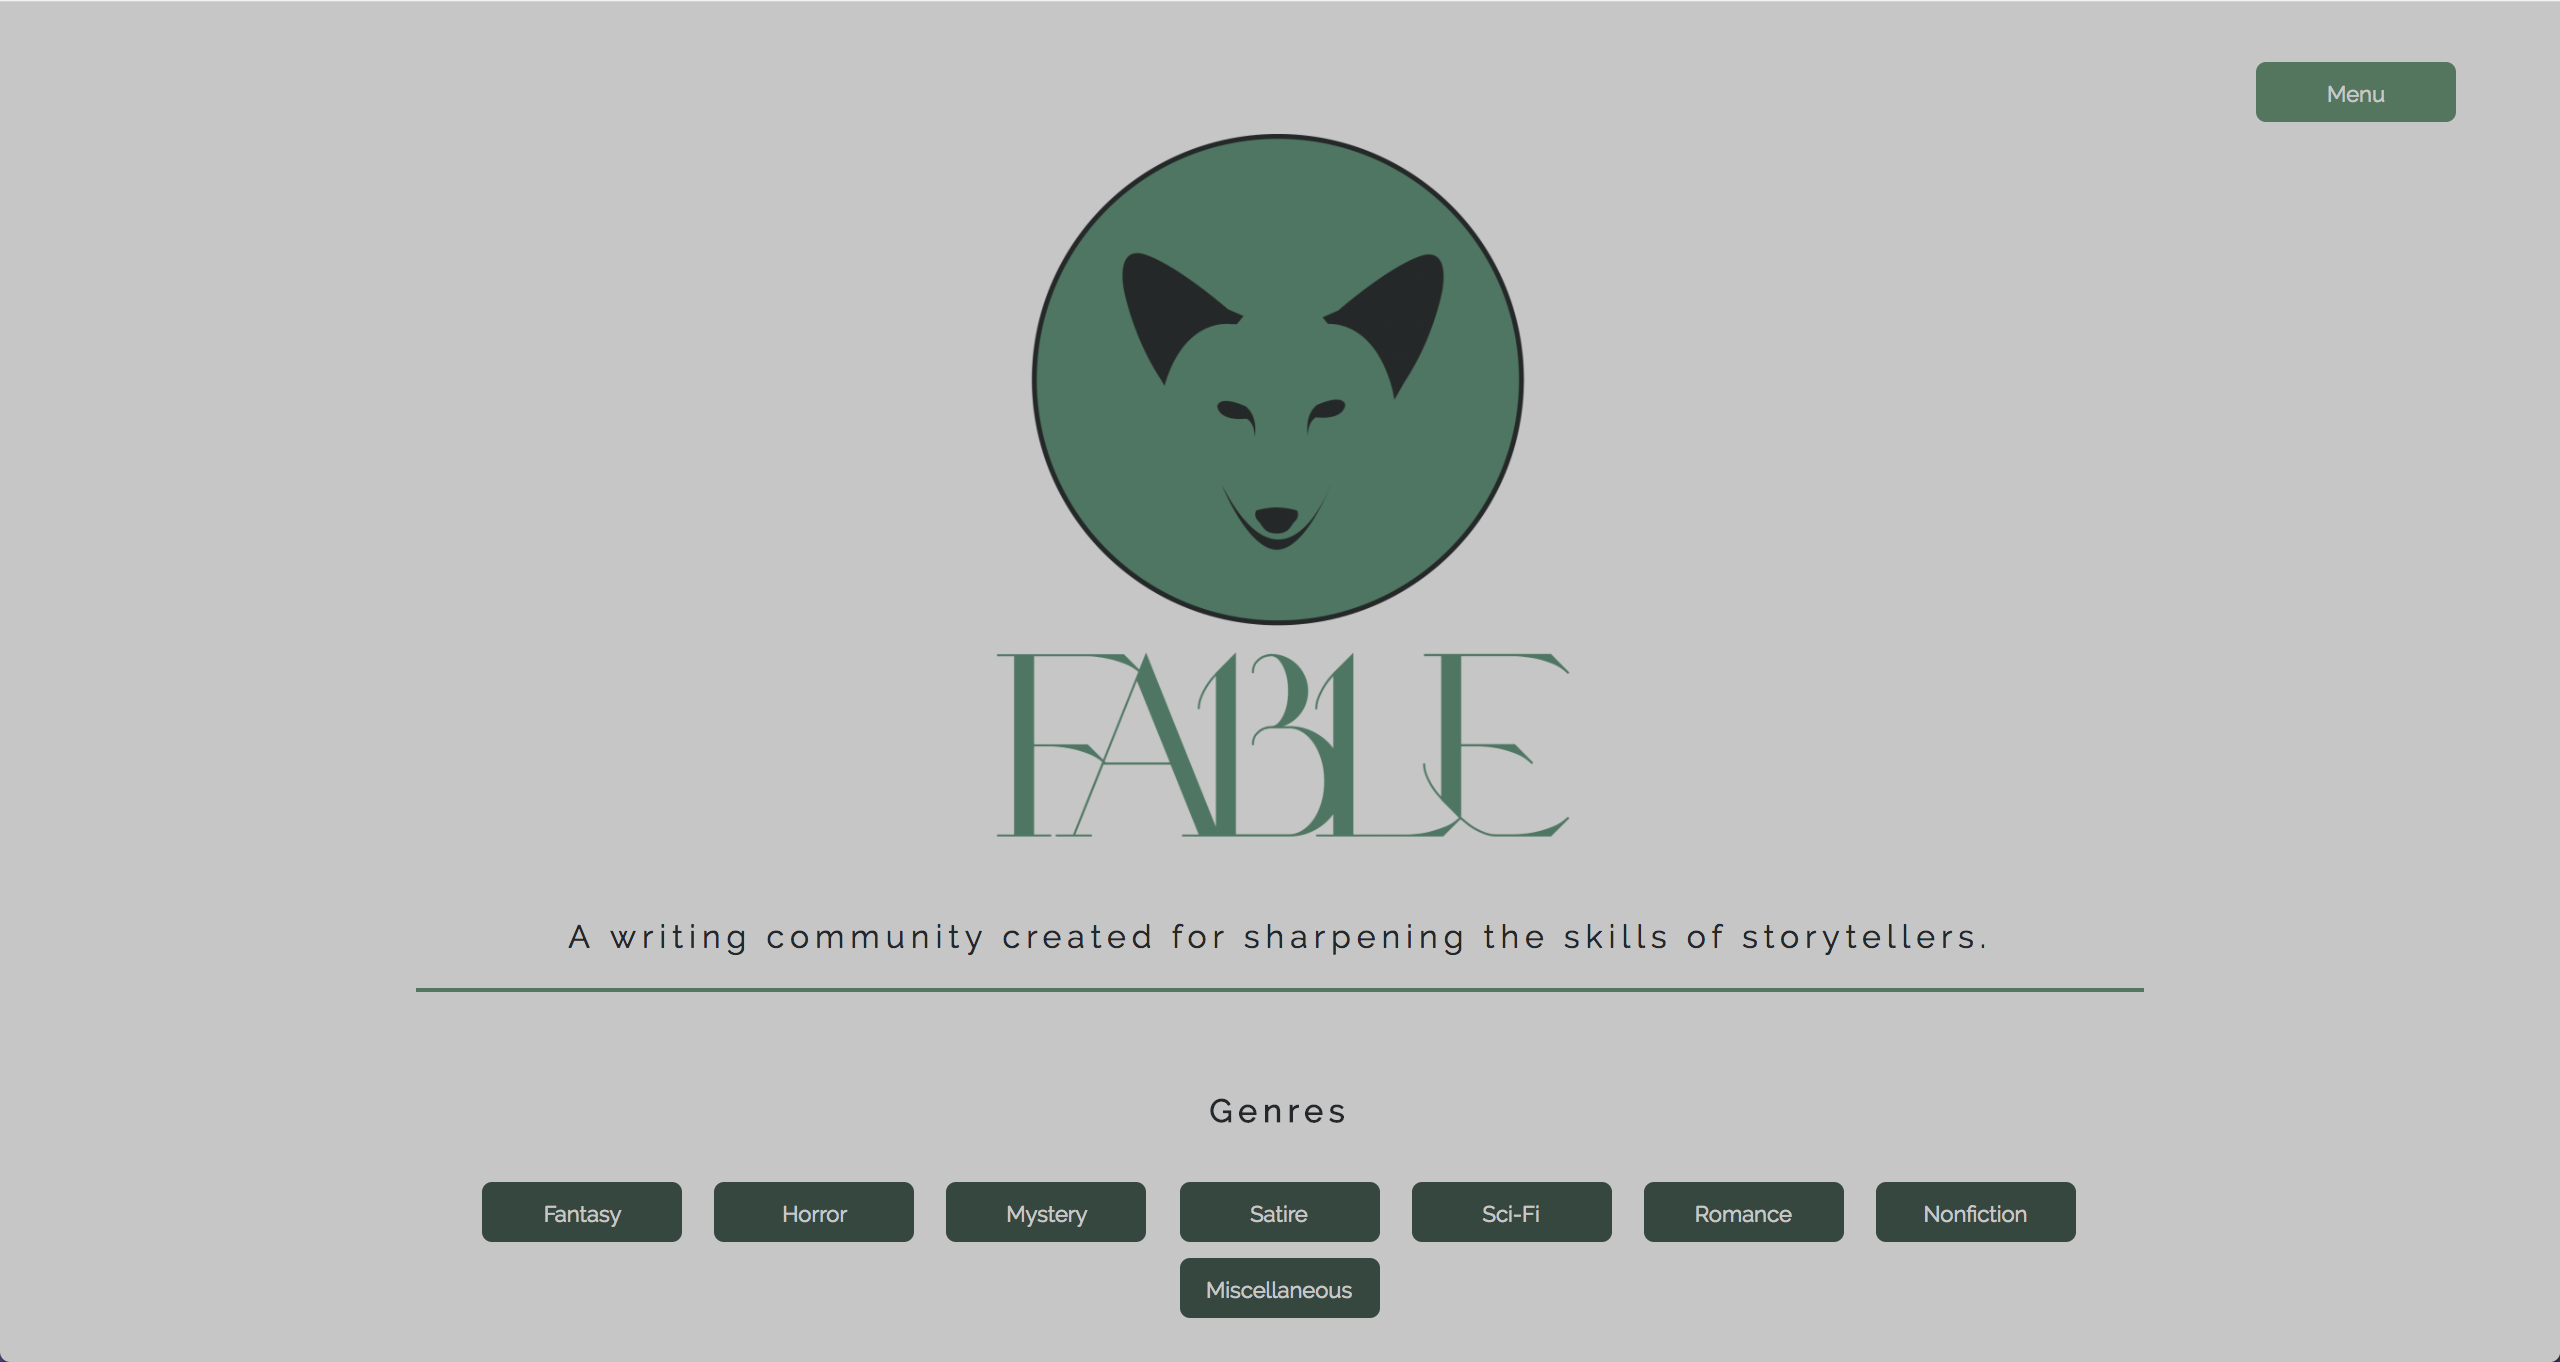 Menu
FABLE
A writing community created for sharpening the skills of storytellers.
Genres
Fantasy Horror Mystery Satire Sci-Fi Romance Nonfiction
Miscellaneous